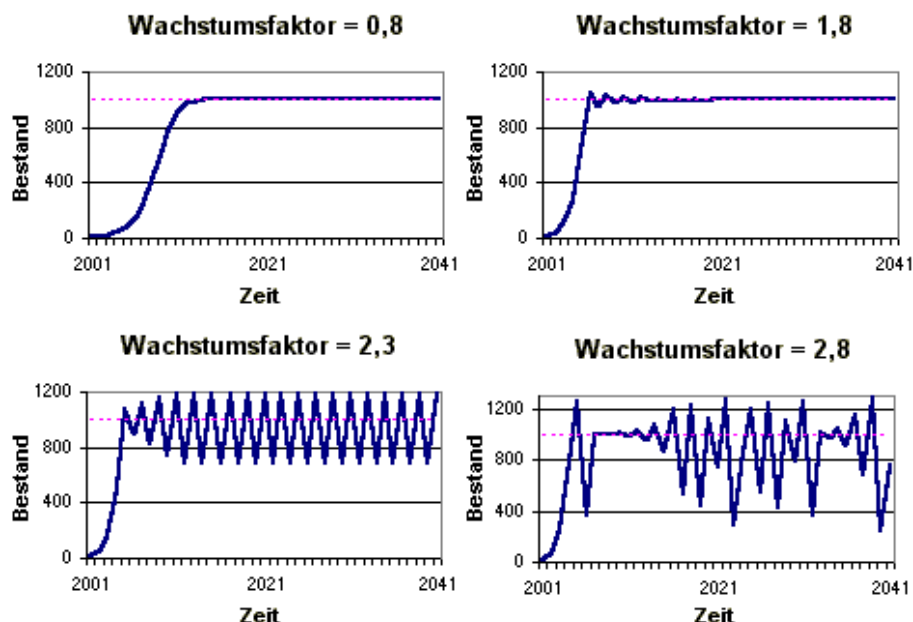 Wachstumsfaktor = 0,8
1200
800
400
0
Bestand
2001 2021 2041
Zeit
Wachstumsfaktor = 1,8
1200
800
400
0
Bestand
2001 2021 2041
Zeit
Wachstumsfaktor = 2,3
1200
800
400
0
Bestand
2001 2021 2041
Zeit
Wachstumsfaktor = 2,8
1200
800
400
0
Bestand
2001 2021 2041
Zeit